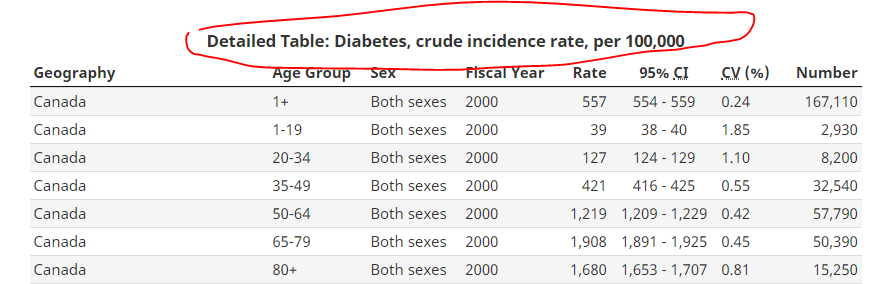 Detailed Table: Diabetes, crude incidence rate, per 100,000
Geography Age Group Sex Fiscal Year Rate 95% CI CV (%) Number
Canada 1+ Both sexes 2000 557 554 - 559 0.24 167,110
Canada 1-19 Both sexes 2000 39 38 - 40 1.85 2,930
Canada 20-34 Both sexes 2000 127 124 - 129 1.10 8,200
Canada 35-49 Both sexes 2000 421 416 - 425 0.55 32,540
Canada 50-64 Both sexes 2000 1,219 1,209 - 1,229 0.42 57,790
Canada 65-79 Both sexes 2000 1,908 1,891 - 1,925 0.45 50,390
Canada 80+ Both sexes 2000 1,680 1,653 - 1,707 0.81 15,250